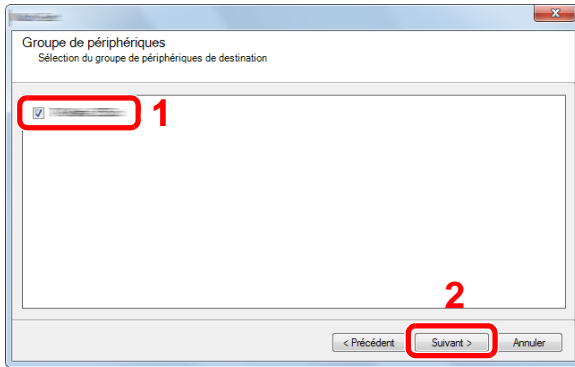 Groupe de périphériques
Sélection du groupe de périphériques de destination
1
2
< Précédent
Suivant >
Annuler